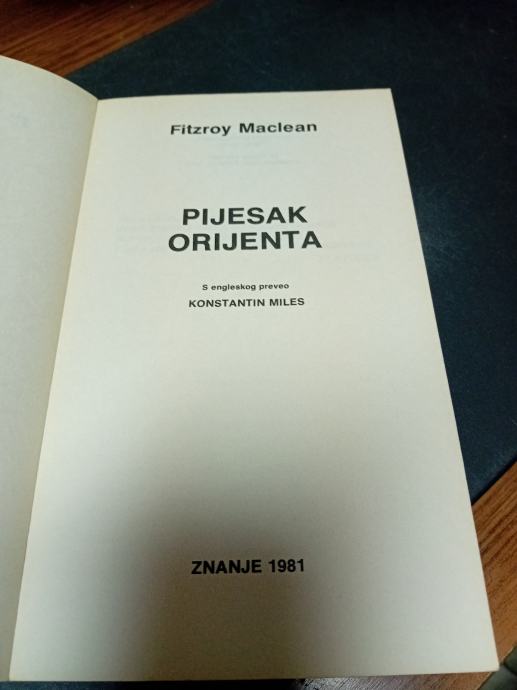 Fitzroy Maclean
PIJESAK
ORIJENTA
S engleskog preveo
KONSTANTIN MILES
ZNANJE 1981